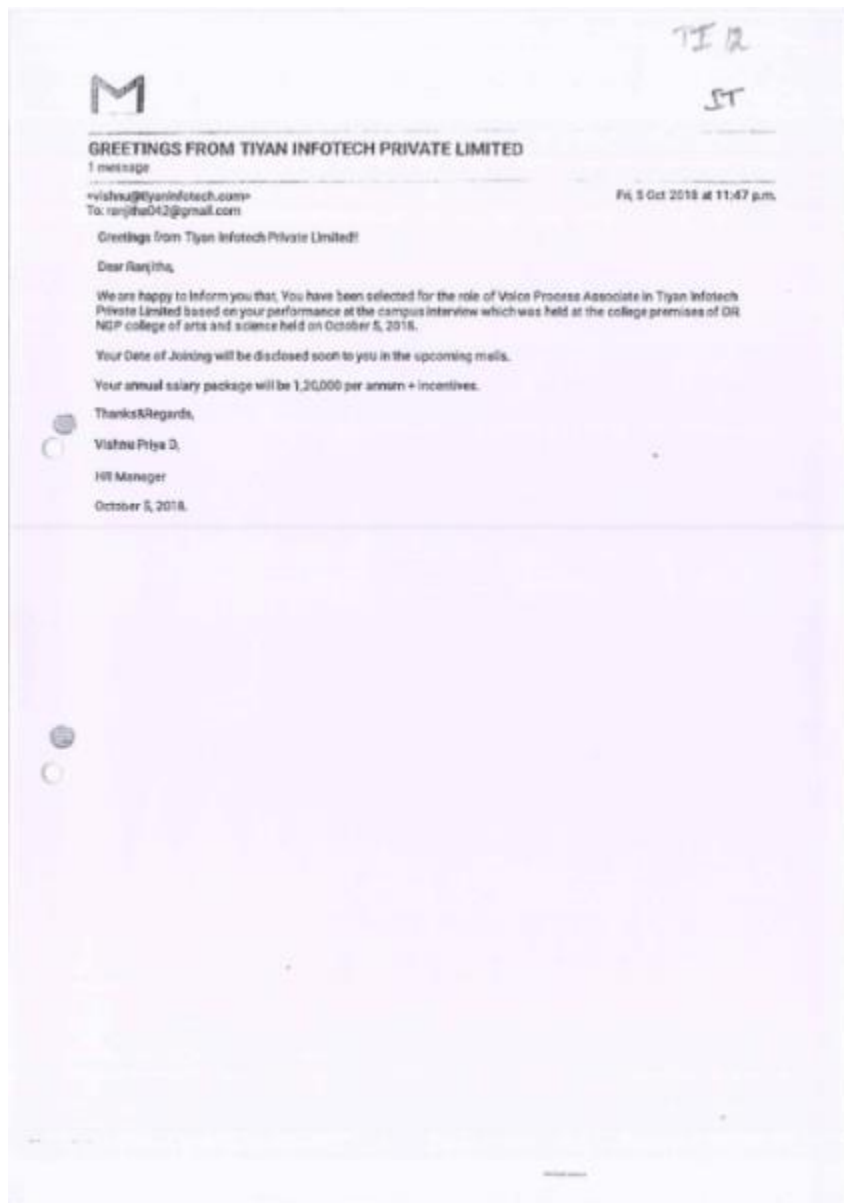 TI 12
ST
GREETINGS FROM TIYAN INFOTECH PRIVATE LIMITED
1 message
<vishnu@tiyaninfotech.com>
Fri, 5 Oct 2018 at 11:47 p.m.
To: ranjitha042@gmail.com
Greetings from Tiyan Infotech Private Limited!!
Dear Ranjitha,
We are happy to inform you that, You have been selected for the role of Voice Process Associate in Tiyan Infotech
Private Limited based on your performance at the campus interview which was held at the college premises of DR
NGP college of arts and science held on October 5, 2018.
Your Date of Joining will be disclosed soon to you in the upcoming mails.
Your annual salary package will be 1,20,000 per annum + incentives.
Thanks&Regards,
Vishnu Priya D,
HR Manager
October 5, 2018.